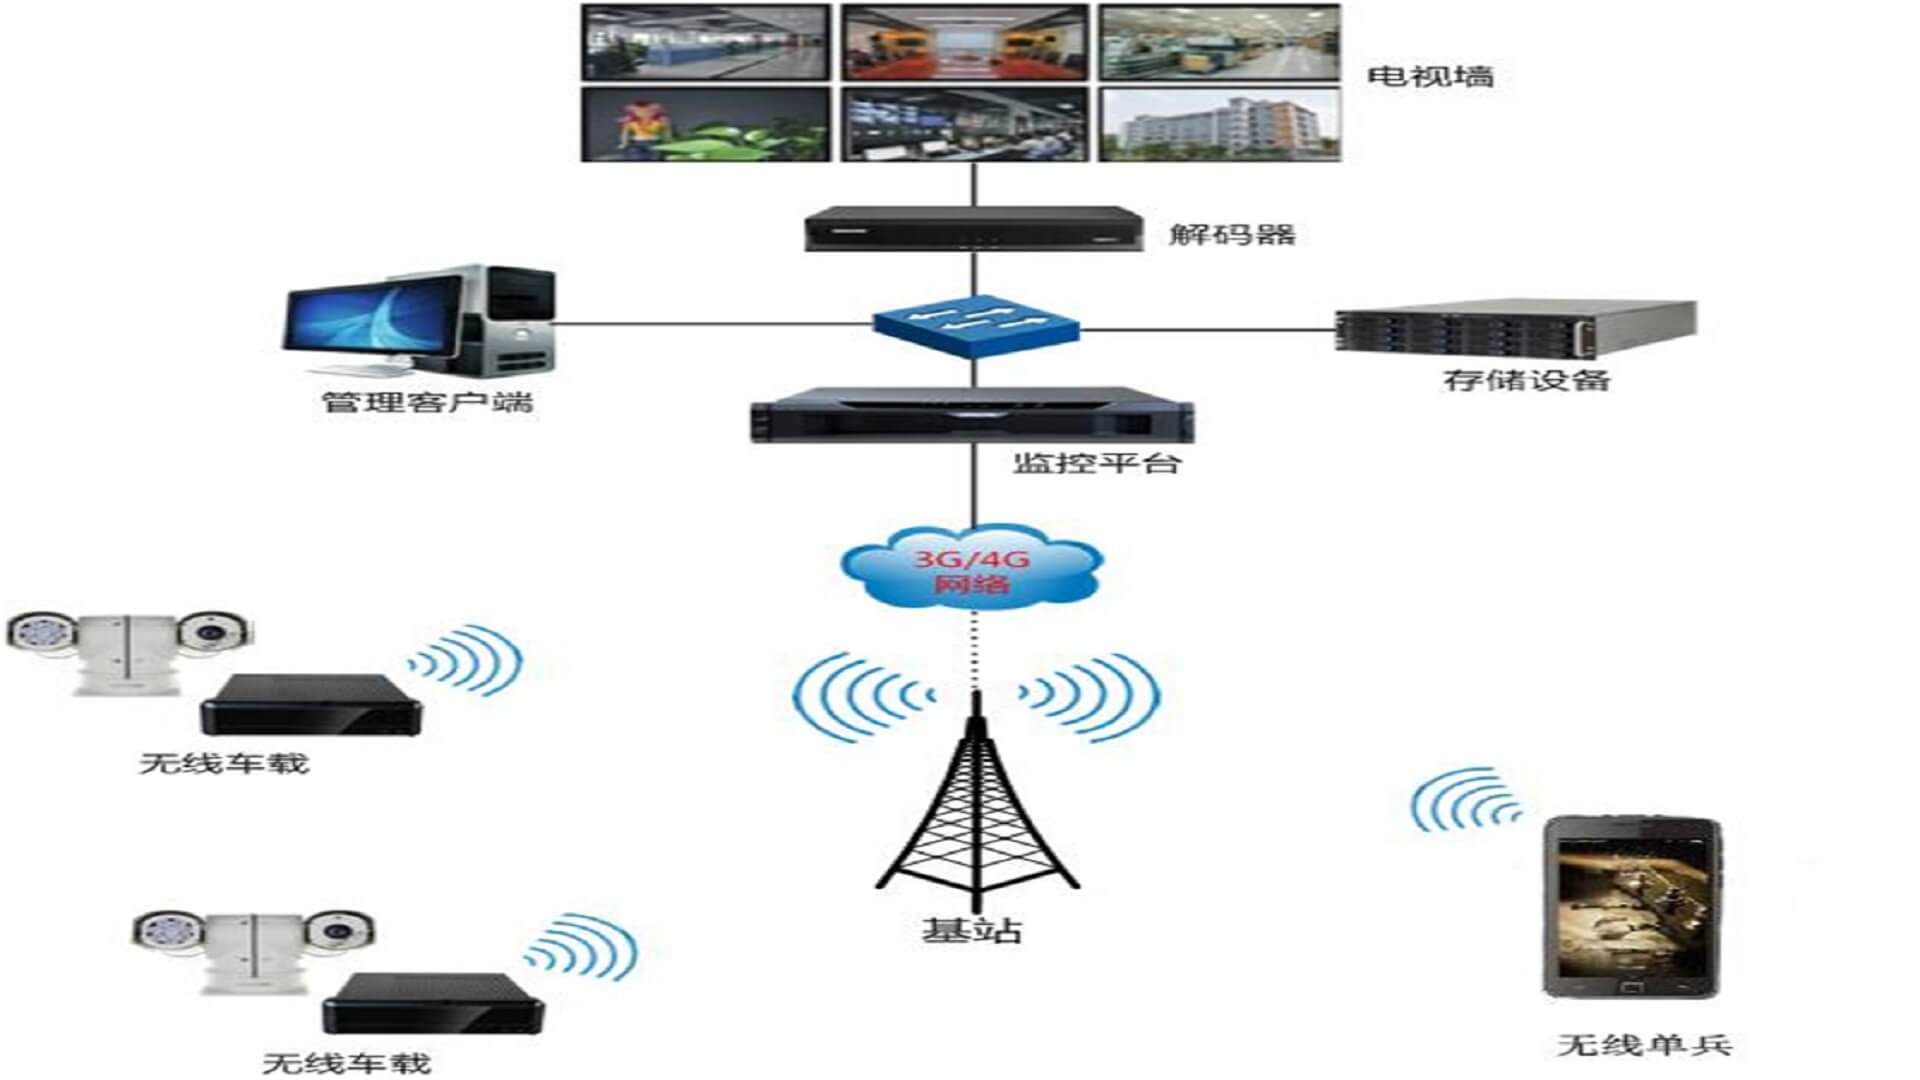 电视墙
解码器
管理客户端
存储设备
监控平台
3G/4G
网络
无线车载
基站
无线车载
无线单兵